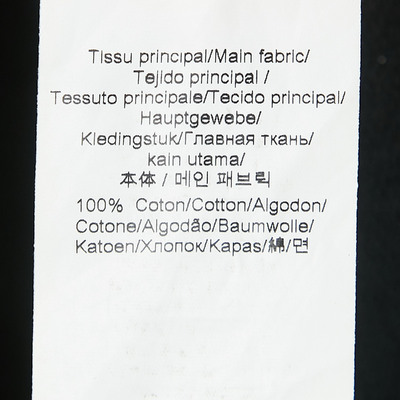 Tissu principal/Main fabric/
Tejido principal /
Tessuto principale/Tecido principal/
Hauptgewebe/
Kledingstuk/Главная ткань/
kain utama/
本体 / 메인 패브릭
100% Coton/Cotton/Algodon/
Cotone/Algodão/Baumwolle/
Katoen/Хлопок/Kapas/綿/면